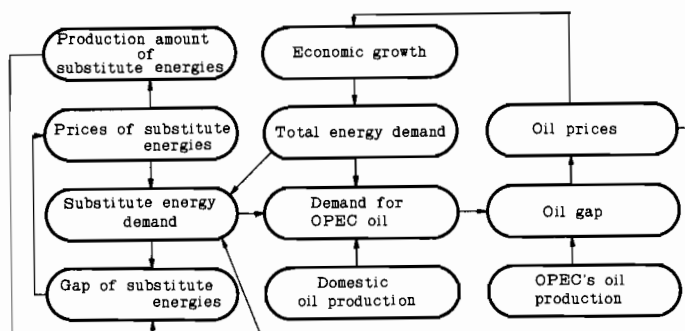 Production amount
of
substitute energies
Economic growth
Prices of substitute
energies
Total energy demand
Oil prices
Substitute energy
demand
Demand for
OPEC oil
Oil gap
Gap of substitute
energies
Domestic
oil production
OPEC's oil
production